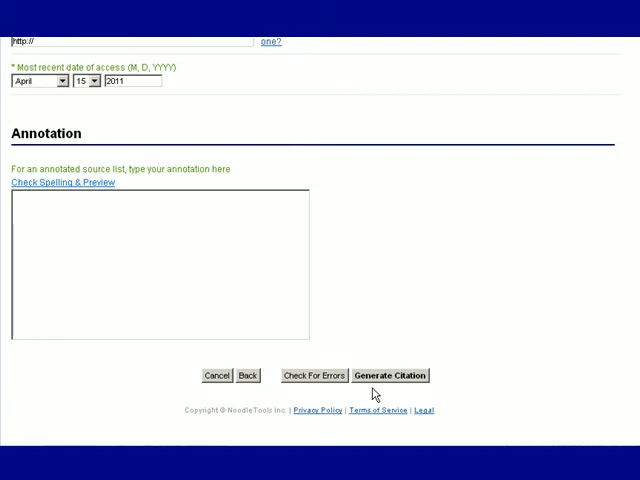 http://
one?
* Most recent date of access (M, D, YYYY)
April 15 2011
Annotation
For an annotated source list, type your annotation here
Check Spelling & Preview
Cancel Back Check For Errors Generate Citation
Copyright © NoodleTools Inc. | Privacy Policy | Terms of Service | Legal